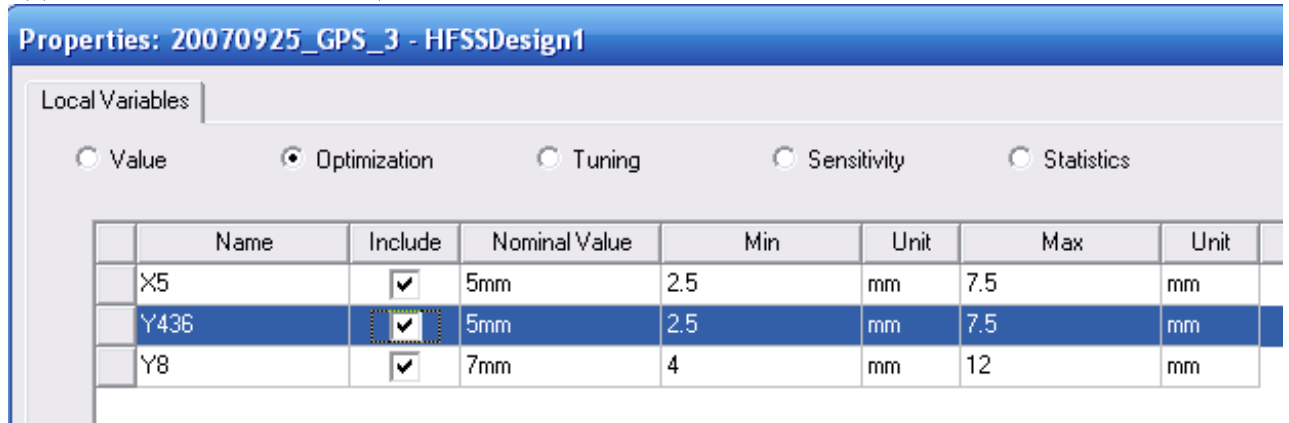 Properties: 20070925_GPS_3 - HFSSDesign1
Local Variables
Value Optimization Tuning Sensitivity Statistics
Name Include Nominal Value Min Unit Max Unit
X5 5mm 2.5 mm 7.5 mm
Y436 5mm 2.5 mm 7.5 mm
Y8 7mm 4 mm 12 mm